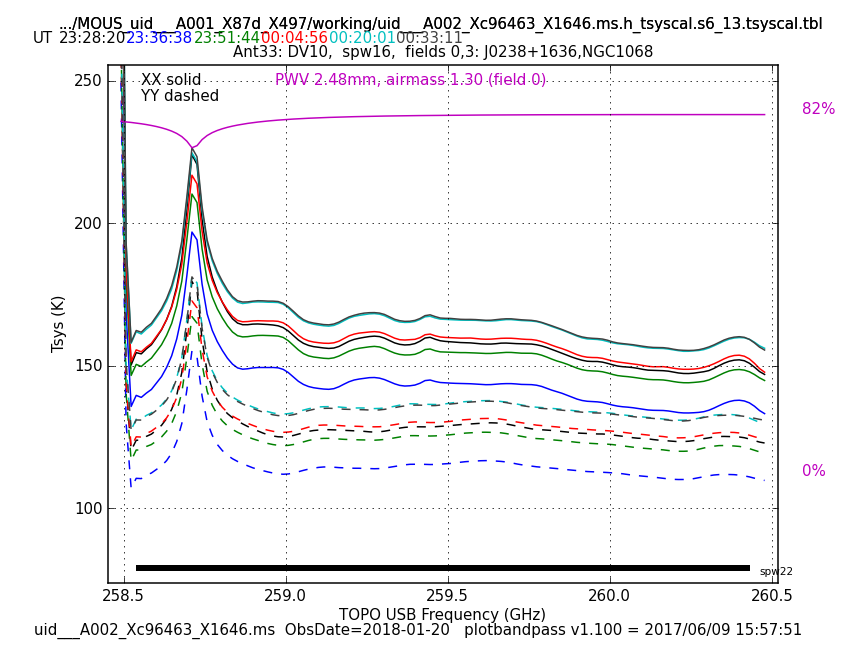 .../MOUS_uid___A001_X87d_X497/working/uid___A002_Xc96463_X1646.ms.h_tsyscal.s6_13.tsyscal.tbl
UT 23:28:20 23:36:38 23:51:44 00:04:56 00:20:01 00:33:11
Ant33: DV10,  spw16,  fields 0,3: J0238+1636,NGC1068
XX solid
YY dashed
PWV 2.48mm, airmass 1.30 (field 0)
82%
0%
250
200
150
100
Tsys (K)
spw22
258.5 259.0 259.5 260.0 260.5
TOPO USB Frequency (GHz)
uid___A002_Xc96463_X1646.ms  ObsDate=2018-01-20   plotbandpass v1.100 = 2017/06/09 15:57:51